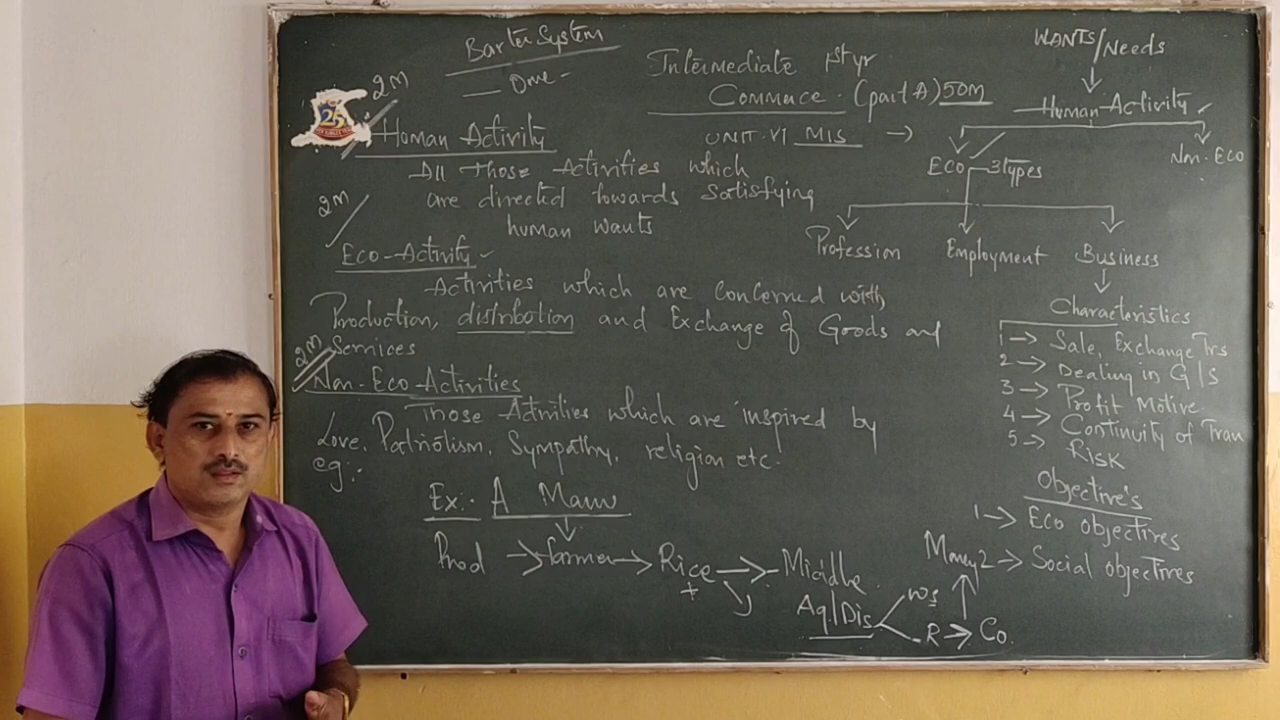 Barter System
Intermediate 1st yr
Commerce - (part A) 50M
UNIT-VI MIS →
2M
25
Human Activity
All Those Activities which
are directed towards Satisfying
human wants
2M
Eco-Activity
Activities which are concerned with
Production, distribution and Exchange of Goods and
Services
2M
Non-Eco-Activities
Those Activities which are inspired by
Love, Patriotism, Sympathy, religion etc.
eg:
Ex:- A
Prod → farmer → Rice → Middle
Ag./Dis
Ws
R → Co.
Money
WANTS/Needs
Human Activity
Eco 3types
Non-Eco
Profession Employment Business
Characteristics
1 → Sale, Exchange Trs
2 → Dealing in G/S
3 → Profit Motive
4 → Continuity of Tran
5 → Risk
Objective's
1 → Eco objectives
2 → Social objectives